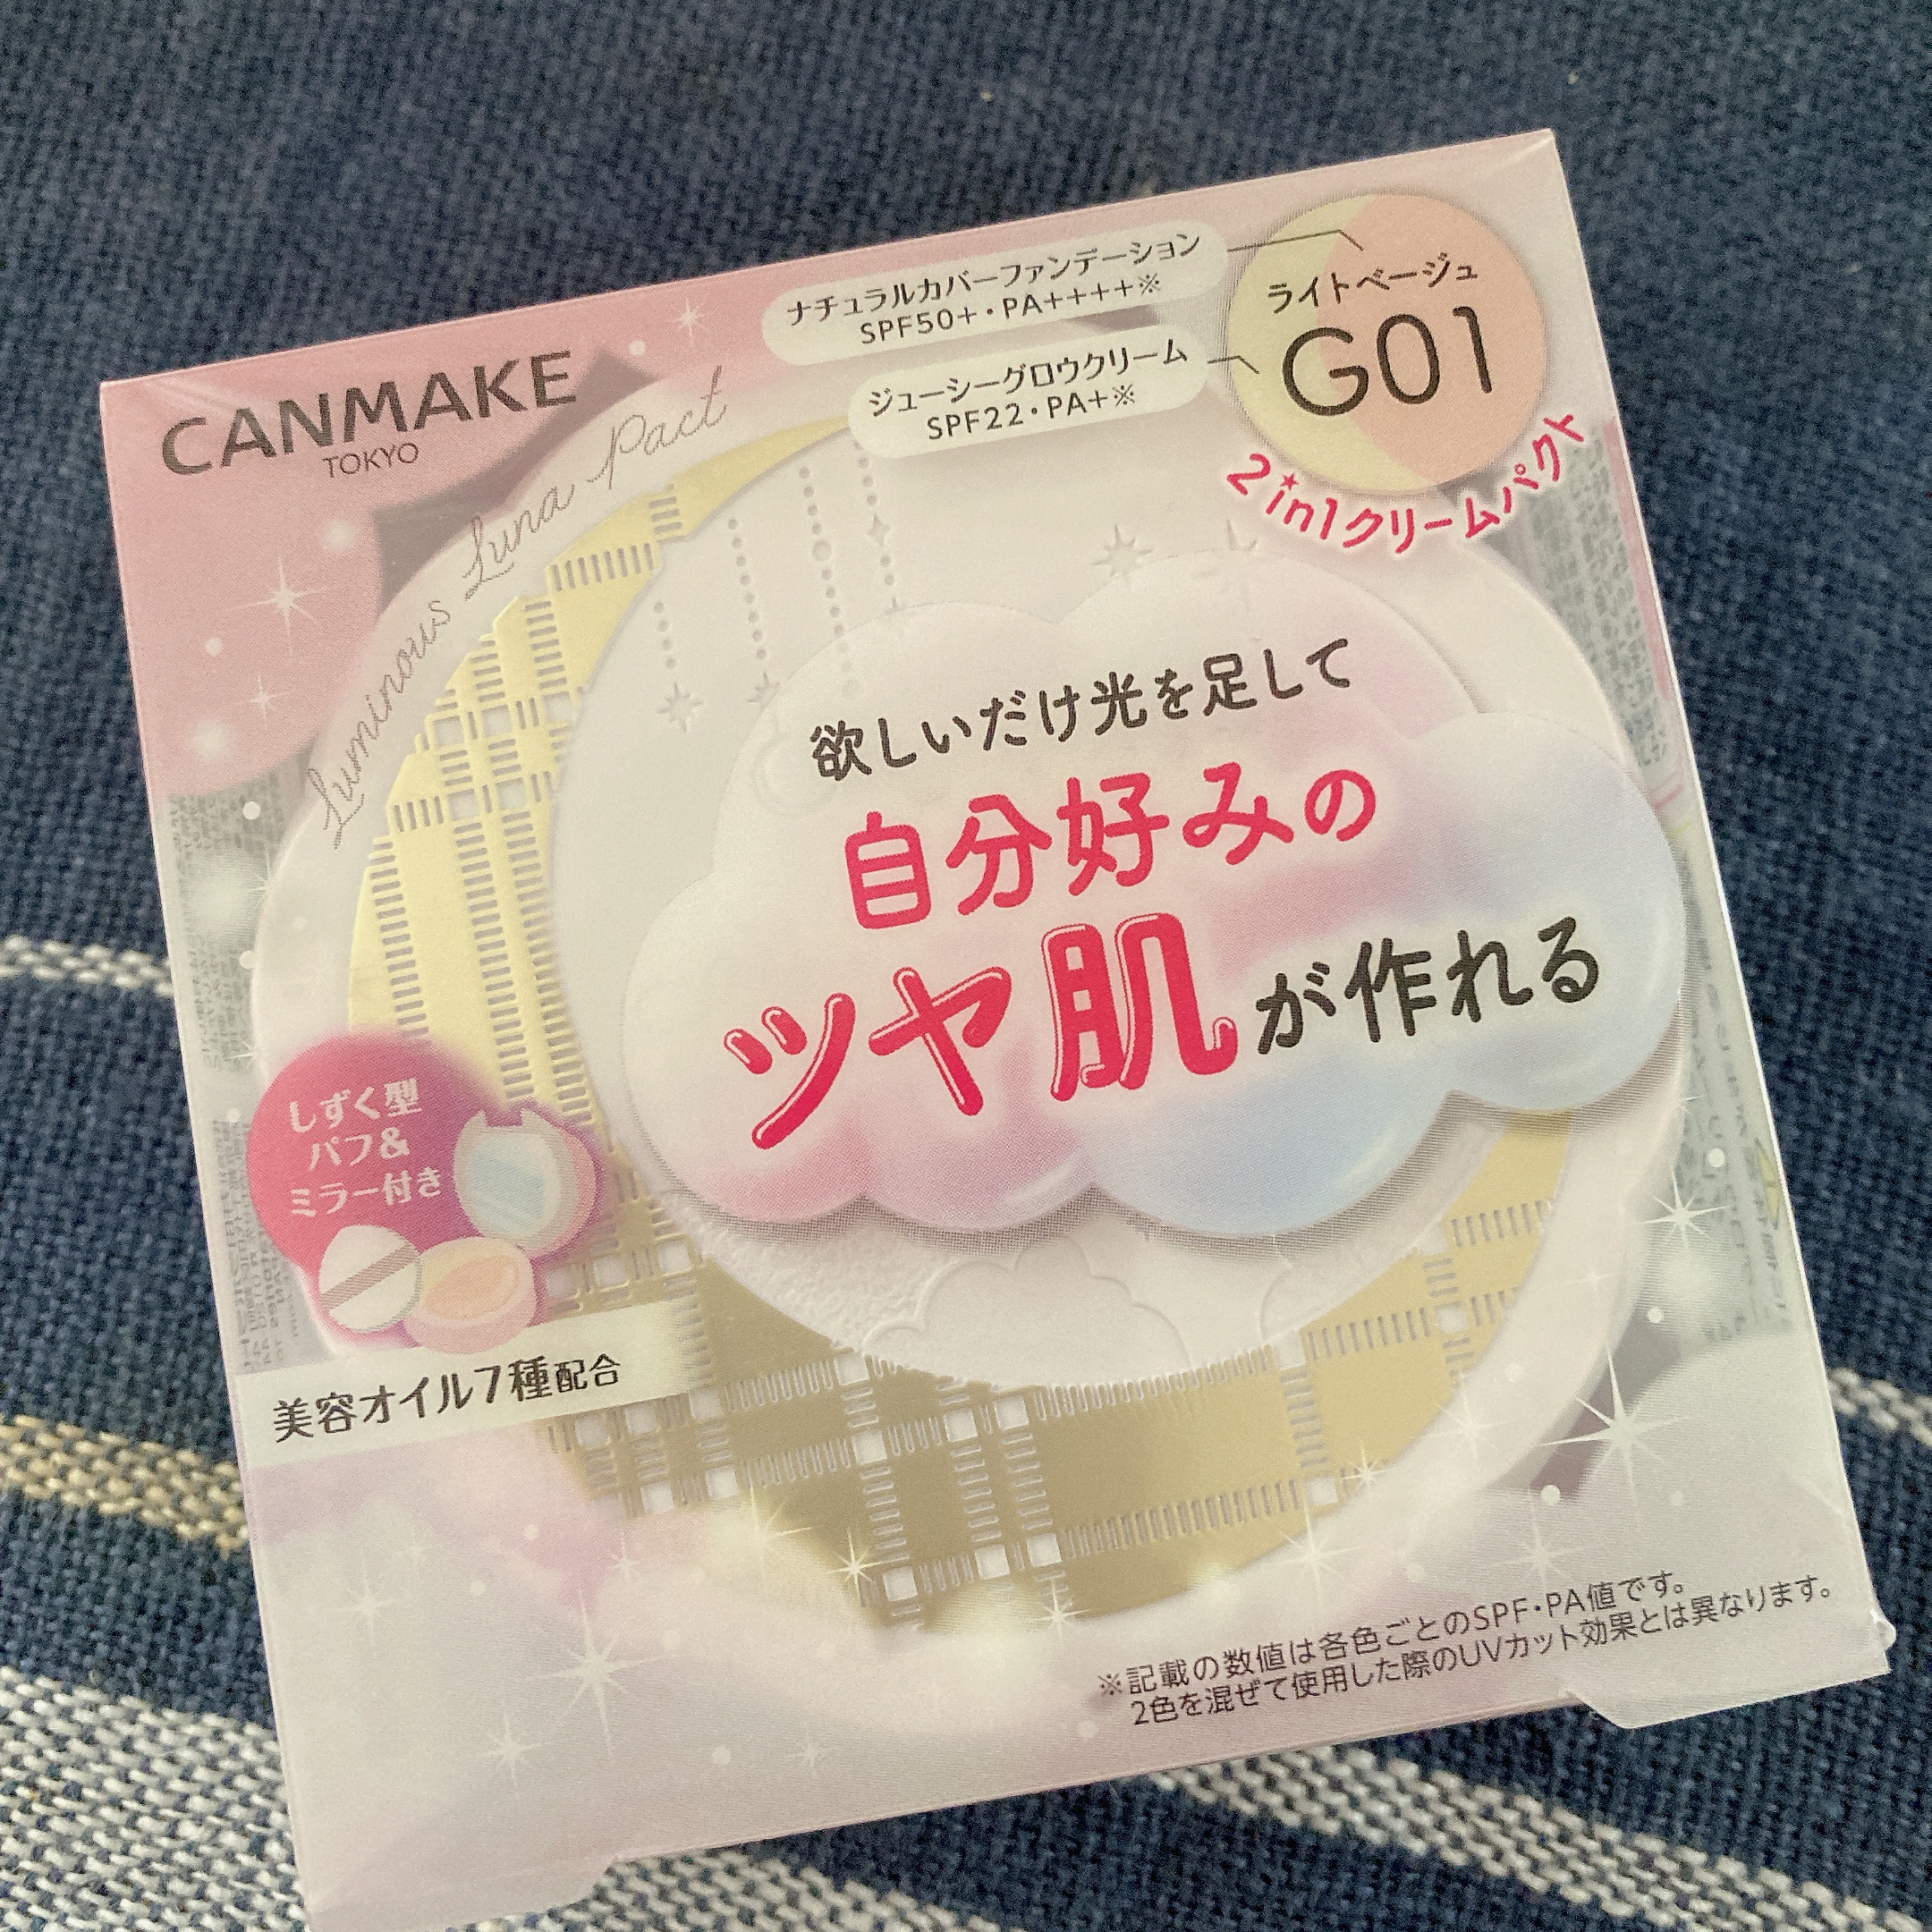 CANMAKE
TOKYO
Luminous Luna Pact
ナチュラルカバーファンデーション
SPF50+・PA++++※
ジューシーグロウクリーム
SPF22・PA+※
ライトベージュ
G01
2in1クリームパクト
欲しいだけ光を足して
自分好みの
ツヤ肌が作れる
しずく型
パフ&
ミラー付き
美容オイル7種配合
※記載の数値は各色ごとのSPF・PA値です。
2色を混ぜて使用した際のUVカット効果とは異なります。